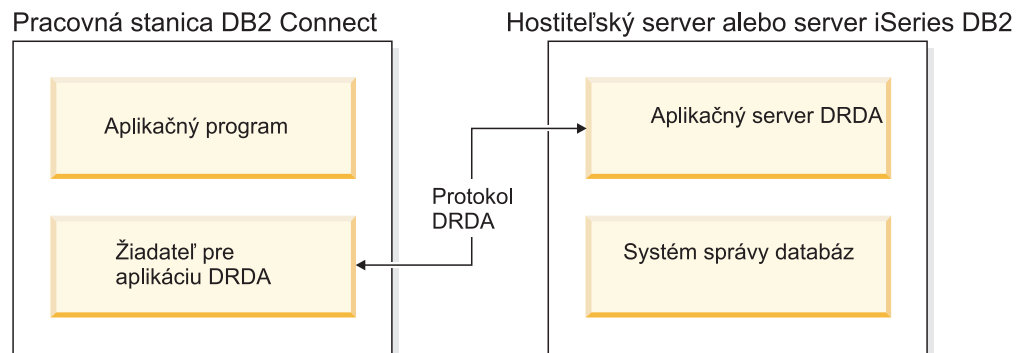 Pracovná stanica DB2 Connect
Hostiteľský server alebo server iSeries DB2
Aplikačný program
Aplikačný server DRDA
Protokol
DRDA
Žiadateľ pre
aplikáciu DRDA
Systém správy databáz